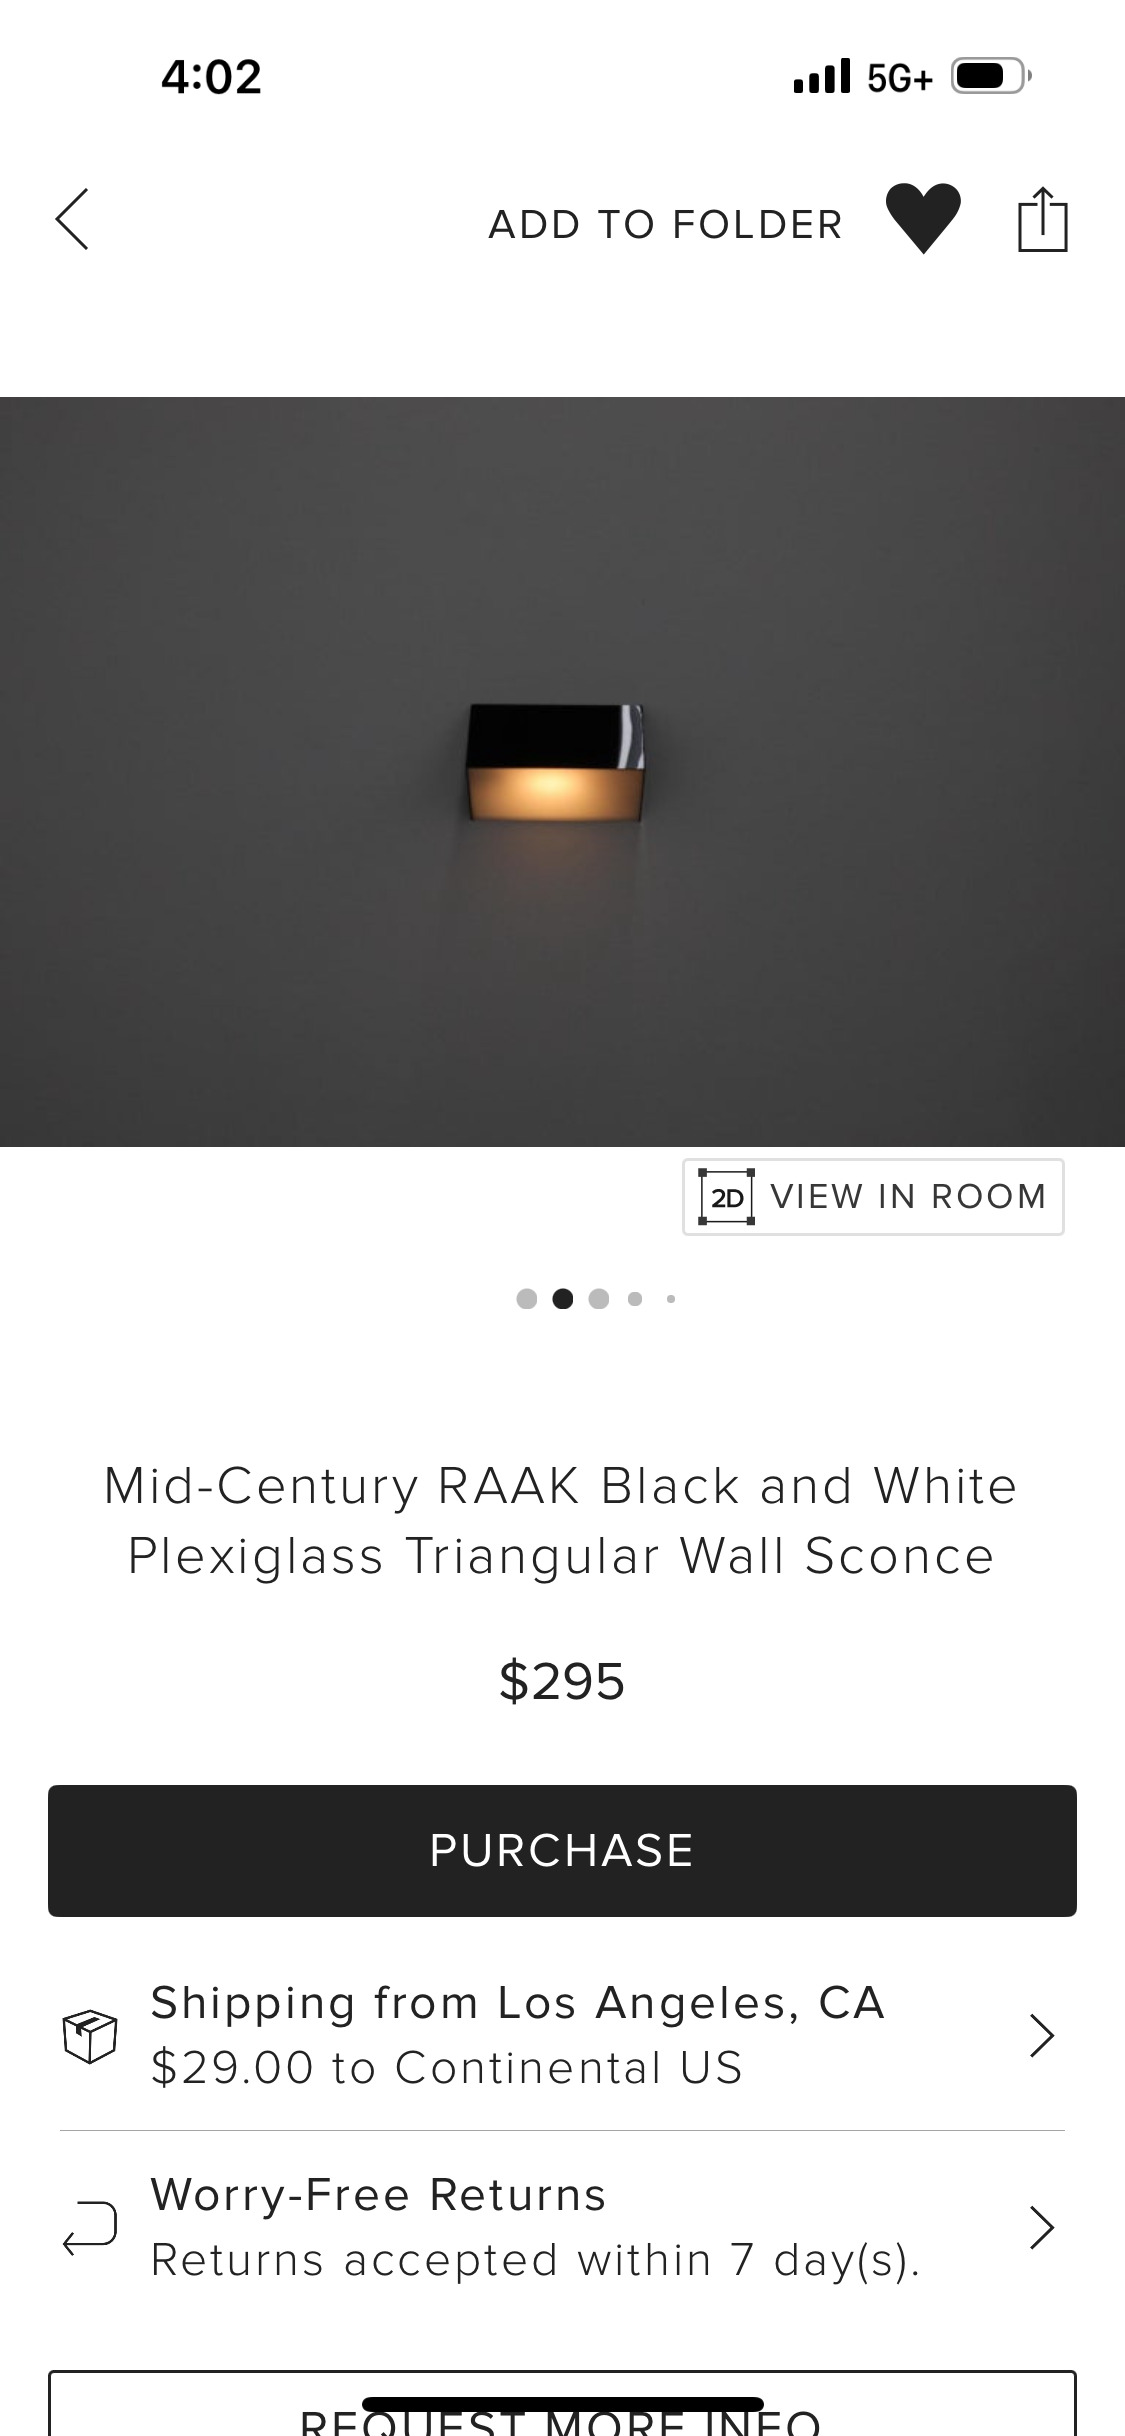 4:02 5G+
ADD TO FOLDER
2D VIEW IN ROOM
Mid-Century RAAK Black and White
Plexiglass Triangular Wall Sconce
$295
PURCHASE
Shipping from Los Angeles, CA
$29.00 to Continental US
Worry-Free Returns
Returns accepted within 7 day(s).
REQUEST MORE INFO